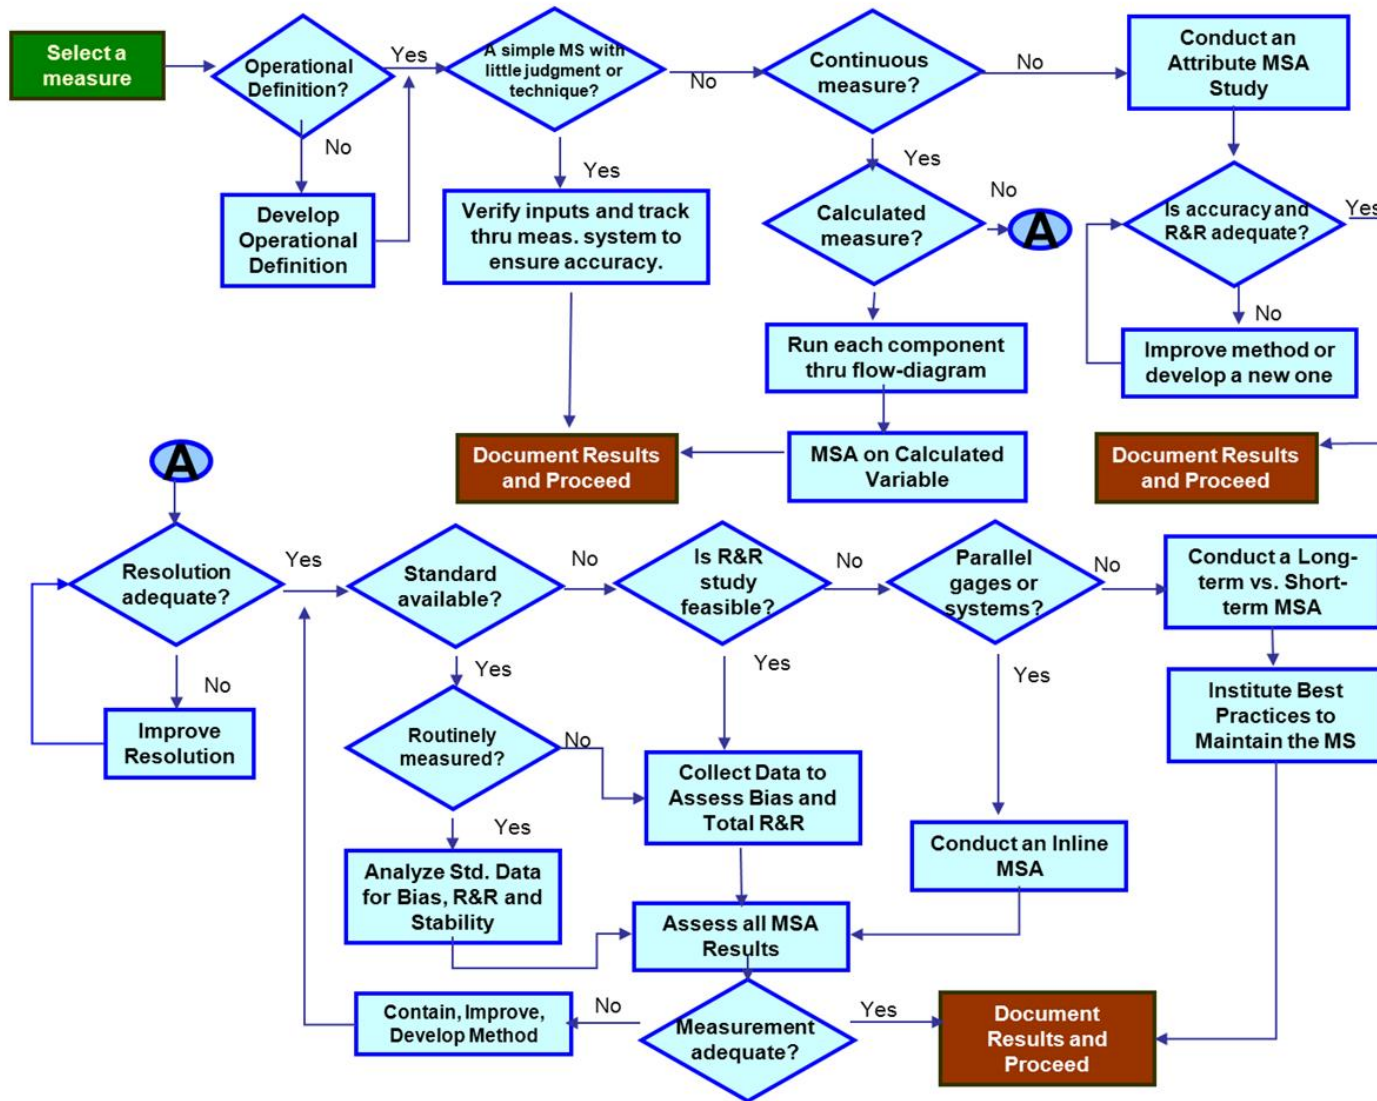 Select a
measure
Operational
Definition?
Yes
No
Develop
Operational
Definition
A simple MS with
little judgment or
technique?
No
Yes
Verify inputs and track
thru meas. system to
ensure accuracy.
Continuous
measure?
No
Yes
Calculated
measure?
No
A
Run each component
thru flow-diagram
MSA on Calculated
Variable
Document Results
and Proceed
Conduct an
Attribute MSA
Study
Is accuracy and
R&R adequate?
Yes
No
Improve method or
develop a new one
Document Results
and Proceed
A
Resolution
adequate?
Yes
No
Improve
Resolution
Standard
available?
No
Yes
Routinely
measured?
No
Yes
Analyze Std. Data
for Bias, R&R and
Stability
Is R&R
study
feasible?
No
Yes
Collect Data to
Assess Bias and
Total R&R
Parallel
gages or
systems?
No
Yes
Conduct an Inline
MSA
Conduct a Long-
term vs. Short-
term MSA
Institute Best
Practices to
Maintain the MS
Assess all MSA
Results
Measurement
adequate?
No
Contain, Improve,
Develop Method
Yes
Document
Results and
Proceed